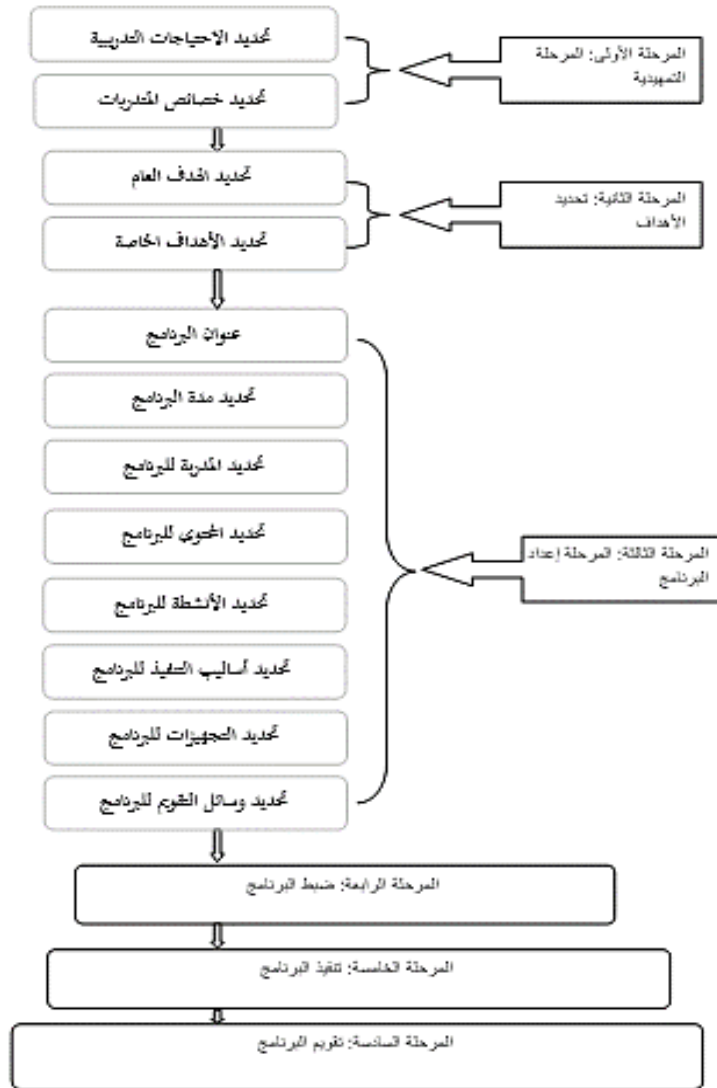 تحديد الاحتياجات التدريبية
المرحلة الأولى: المرحلة
التمهيدية
تحديد خصائص المتدربات
تحديد الهدف العام
المرحلة الثانية: تحديد
الأهداف
تحديد الأهداف الخاصة
عنوان البرنامج
تحديد مدة البرنامج
تحديد المدربة للبرنامج
تحديد المحتوي للبرنامج
المرحلة الثالثة: المرحلة إعداد
البرنامج
تحديد الأنشطة للبرنامج
تحديد أساليب التنفيذ للبرنامج
تحديد التجهيزات للبرنامج
تحديد وسائل التقويم للبرنامج
المرحلة الرابعة: ضبط البرنامج
المرحلة الخامسة: تنفيذ البرنامج
المرحلة السادسة: تقويم البرنامج